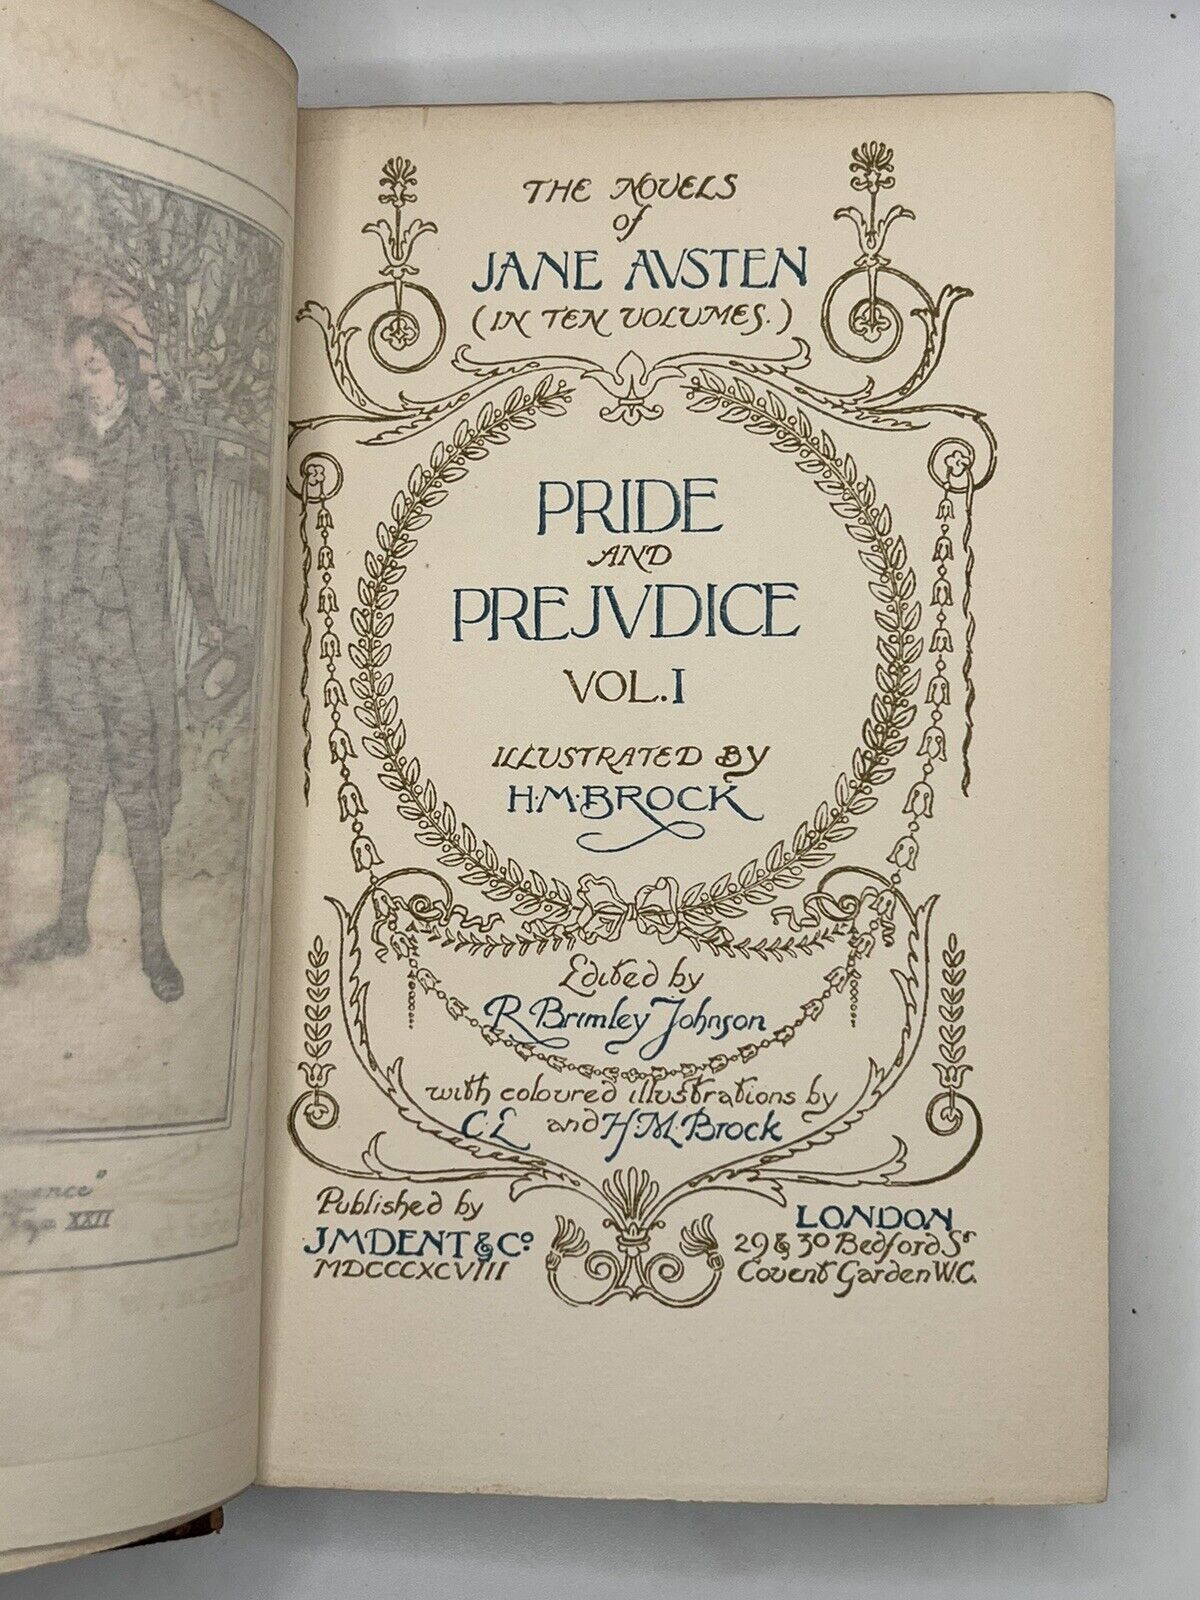 THE NOVELS
of
JANE AVSTEN
(IN TEN VOLUMES.)
PRIDE
AND
PREJVDICE
VOL. I
ILLUSTRATED BY
H·M·BROCK
Edited by
R Brimley Johnson
with coloured illvstrations by
C·E and H·M·Brock
Published by
J M DENT & Co.
MDCCCXCVIII
LONDON
29 & 30 Bedford St
Covent Garden W.C.
XXII